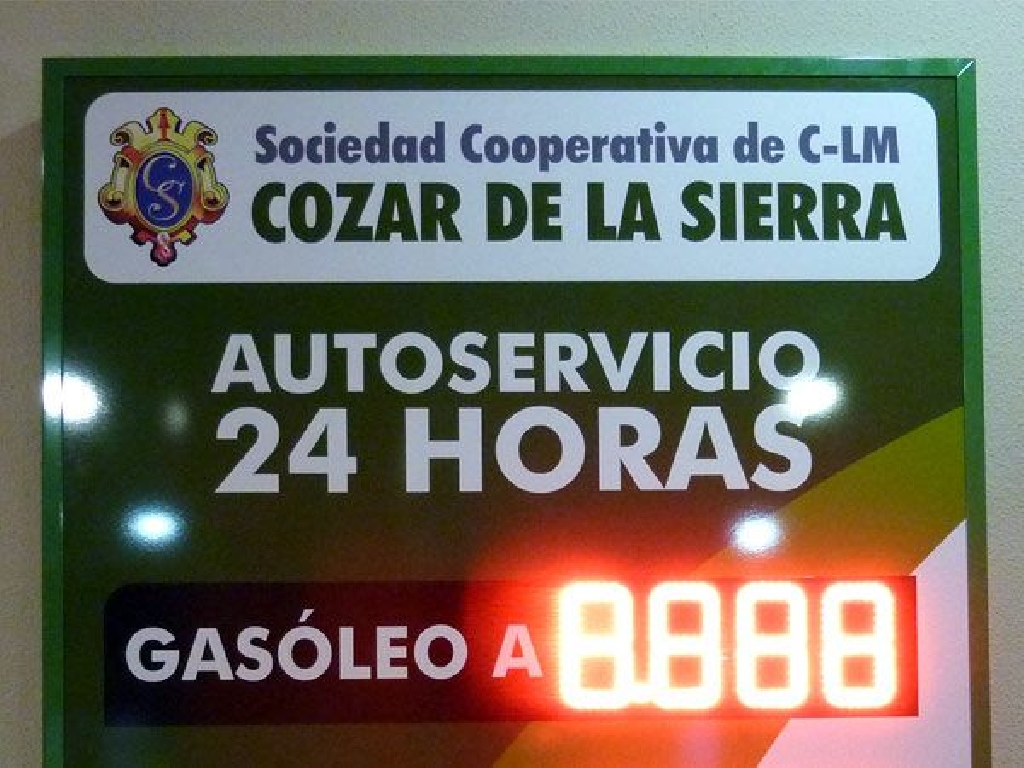 Sociedad Cooperativa de C-LM
COZAR DE LA SIERRA
AUTOSERVICIO
24 HORAS
GASÓLEO A 8.888